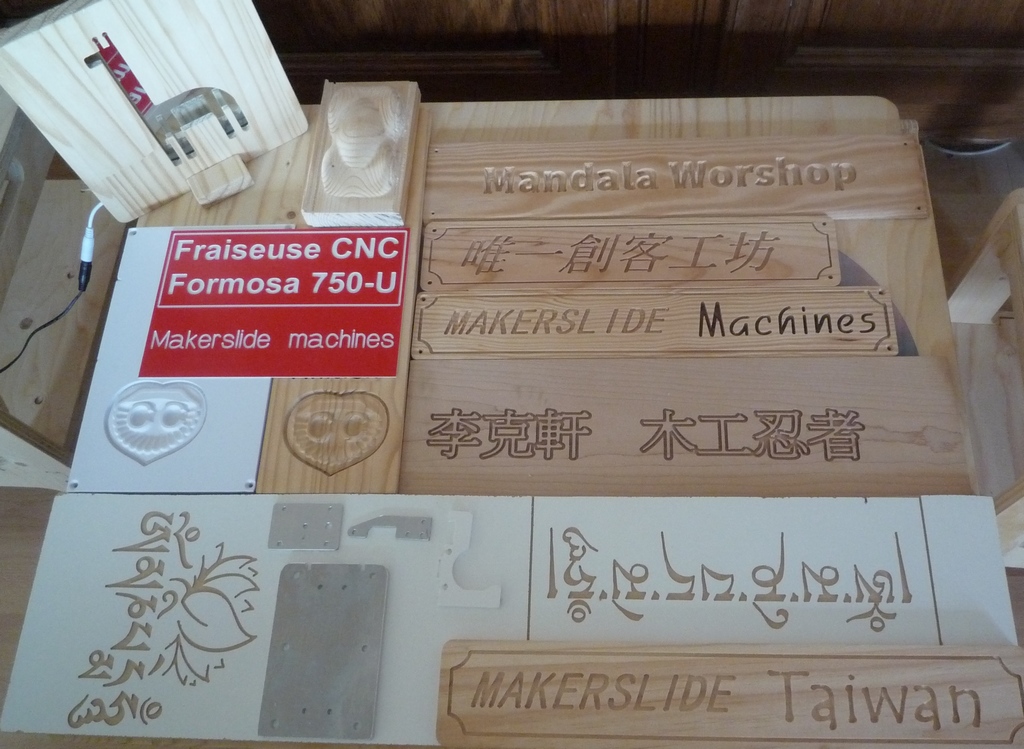 Mandala Worshop
唯一創客工坊
Fraiseuse CNC
Formosa 750-U
Makerslide machines
MAKERSLIDE Machines
李克軒 木工忍者
MAKERSLIDE Taiwan